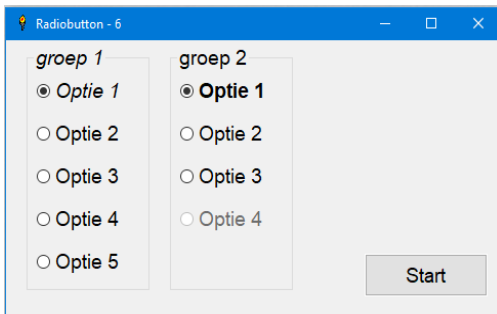 Radiobutton - 6
groep 1
Optie 1
Optie 2
Optie 3
Optie 4
Optie 5
groep 2
Optie 1
Optie 2
Optie 3
Optie 4
Start